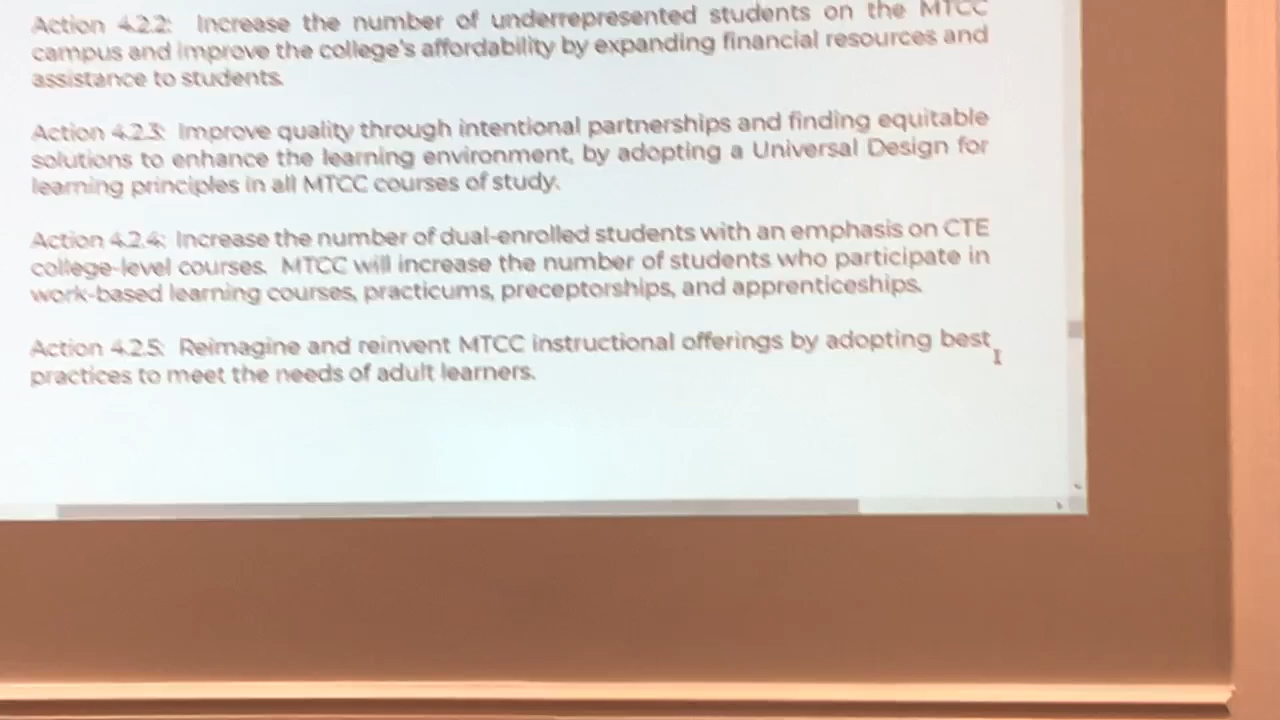 Action 4.2.2: Increase the number of underrepresented students on the MTCC
campus and improve the college's affordability by expanding financial resources and
assistance to students.
Action 4.2.3: Improve quality through intentional partnerships and finding equitable
solutions to enhance the learning environment, by adopting a Universal Design for
learning principles in all MTCC courses of study.
Action 4.2.4: Increase the number of dual-enrolled students with an emphasis on CTE
college-level courses. MTCC will increase the number of students who participate in
work-based learning courses, practicums, preceptorships, and apprenticeships.
Action 4.2.5: Reimagine and reinvent MTCC instructional offerings by adopting best
practices to meet the needs of adult learners.